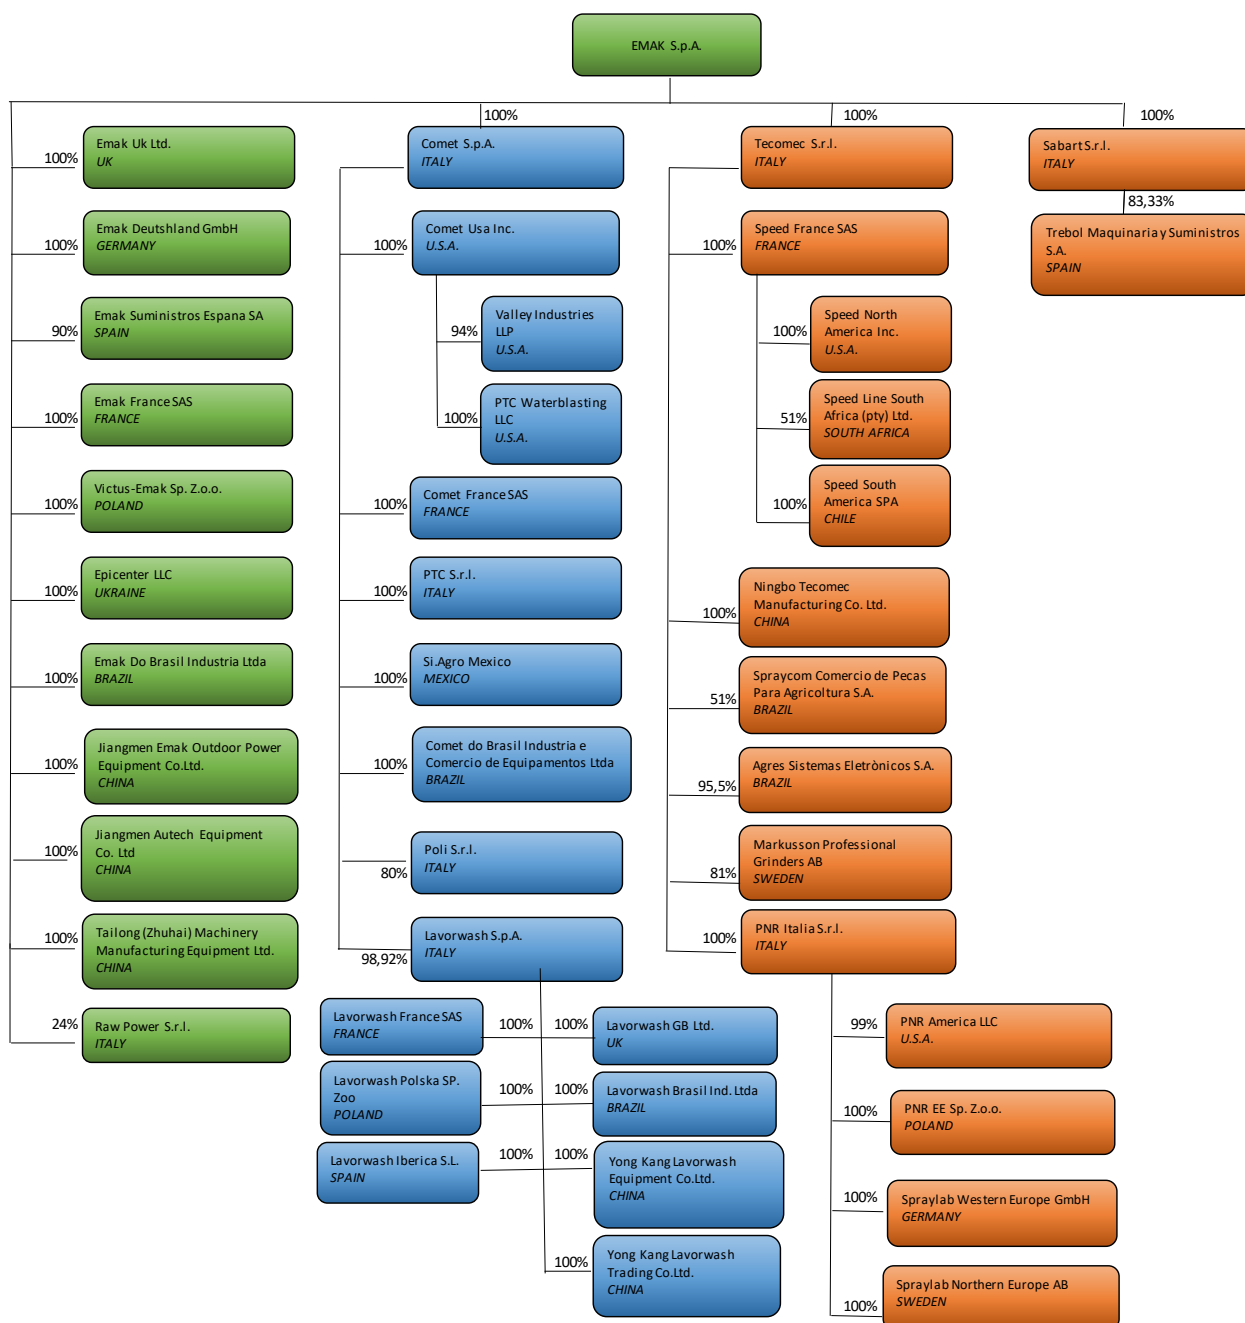 EMAK S.p.A.
100%
Emak Uk Ltd.
UK
100%
Emak Deutshland GmbH
GERMANY
90%
Emak Suministros Espana SA
SPAIN
100%
Emak France SAS
FRANCE
100%
Victus-Emak Sp. Z.o.o.
POLAND
100%
Epicenter LLC
UKRAINE
100%
Emak Do Brasil Industria Ltda
BRAZIL
100%
Jiangmen Emak Outdoor Power
Equipment Co.Ltd.
CHINA
100%
Jiangmen Autech Equipment
Co. Ltd
CHINA
100%
Tailong (Zhuhai) Machinery
Manufacturing Equipment Ltd.
CHINA
24%
Raw Power S.r.l.
ITALY
100%
Comet S.p.A.
ITALY
100%
Comet Usa Inc.
U.S.A.
94%
Valley Industries
LLP
U.S.A.
100%
PTC Waterblasting
LLC
U.S.A.
100%
Comet France SAS
FRANCE
100%
PTC S.r.l.
ITALY
100%
Si.Agro Mexico
MEXICO
100%
Comet do Brasil Industria e
Comercio de Equipamentos Ltda
BRAZIL
80%
Poli S.r.l.
ITALY
98,92%
Lavorwash S.p.A.
ITALY
Lavorwash France SAS
FRANCE
100%
100%
Lavorwash GB Ltd.
UK
Lavorwash Polska SP.
Zoo
POLAND
100%
100%
Lavorwash Brasil Ind. Ltda
BRAZIL
Lavorwash Iberica S.L.
SPAIN
100%
100%
Yong Kang Lavorwash
Equipment Co.Ltd.
CHINA
100%
Yong Kang Lavorwash
Trading Co.Ltd.
CHINA
100%
Tecomec S.r.l.
ITALY
100%
Speed France SAS
FRANCE
100%
Speed North
America Inc.
U.S.A.
51%
Speed Line South
Africa (pty) Ltd.
SOUTH AFRICA
100%
Speed South
America SPA
CHILE
100%
Ningbo Tecomec
Manufacturing Co. Ltd.
CHINA
51%
Spraycom Comercio de Pecas
Para Agricoltura S.A.
BRAZIL
95,5%
Agres Sistemas Eletrònicos S.A.
BRAZIL
81%
Markusson Professional
Grinders AB
SWEDEN
100%
PNR Italia S.r.l.
ITALY
99%
PNR America LLC
U.S.A.
100%
PNR EE Sp. Z.o.o.
POLAND
100%
Spraylab Western Europe GmbH
GERMANY
100%
Spraylab Northern Europe AB
SWEDEN
100%
Sabart S.r.l.
ITALY
83,33%
Trebol Maquinaria y Suministros
S.A.
SPAIN